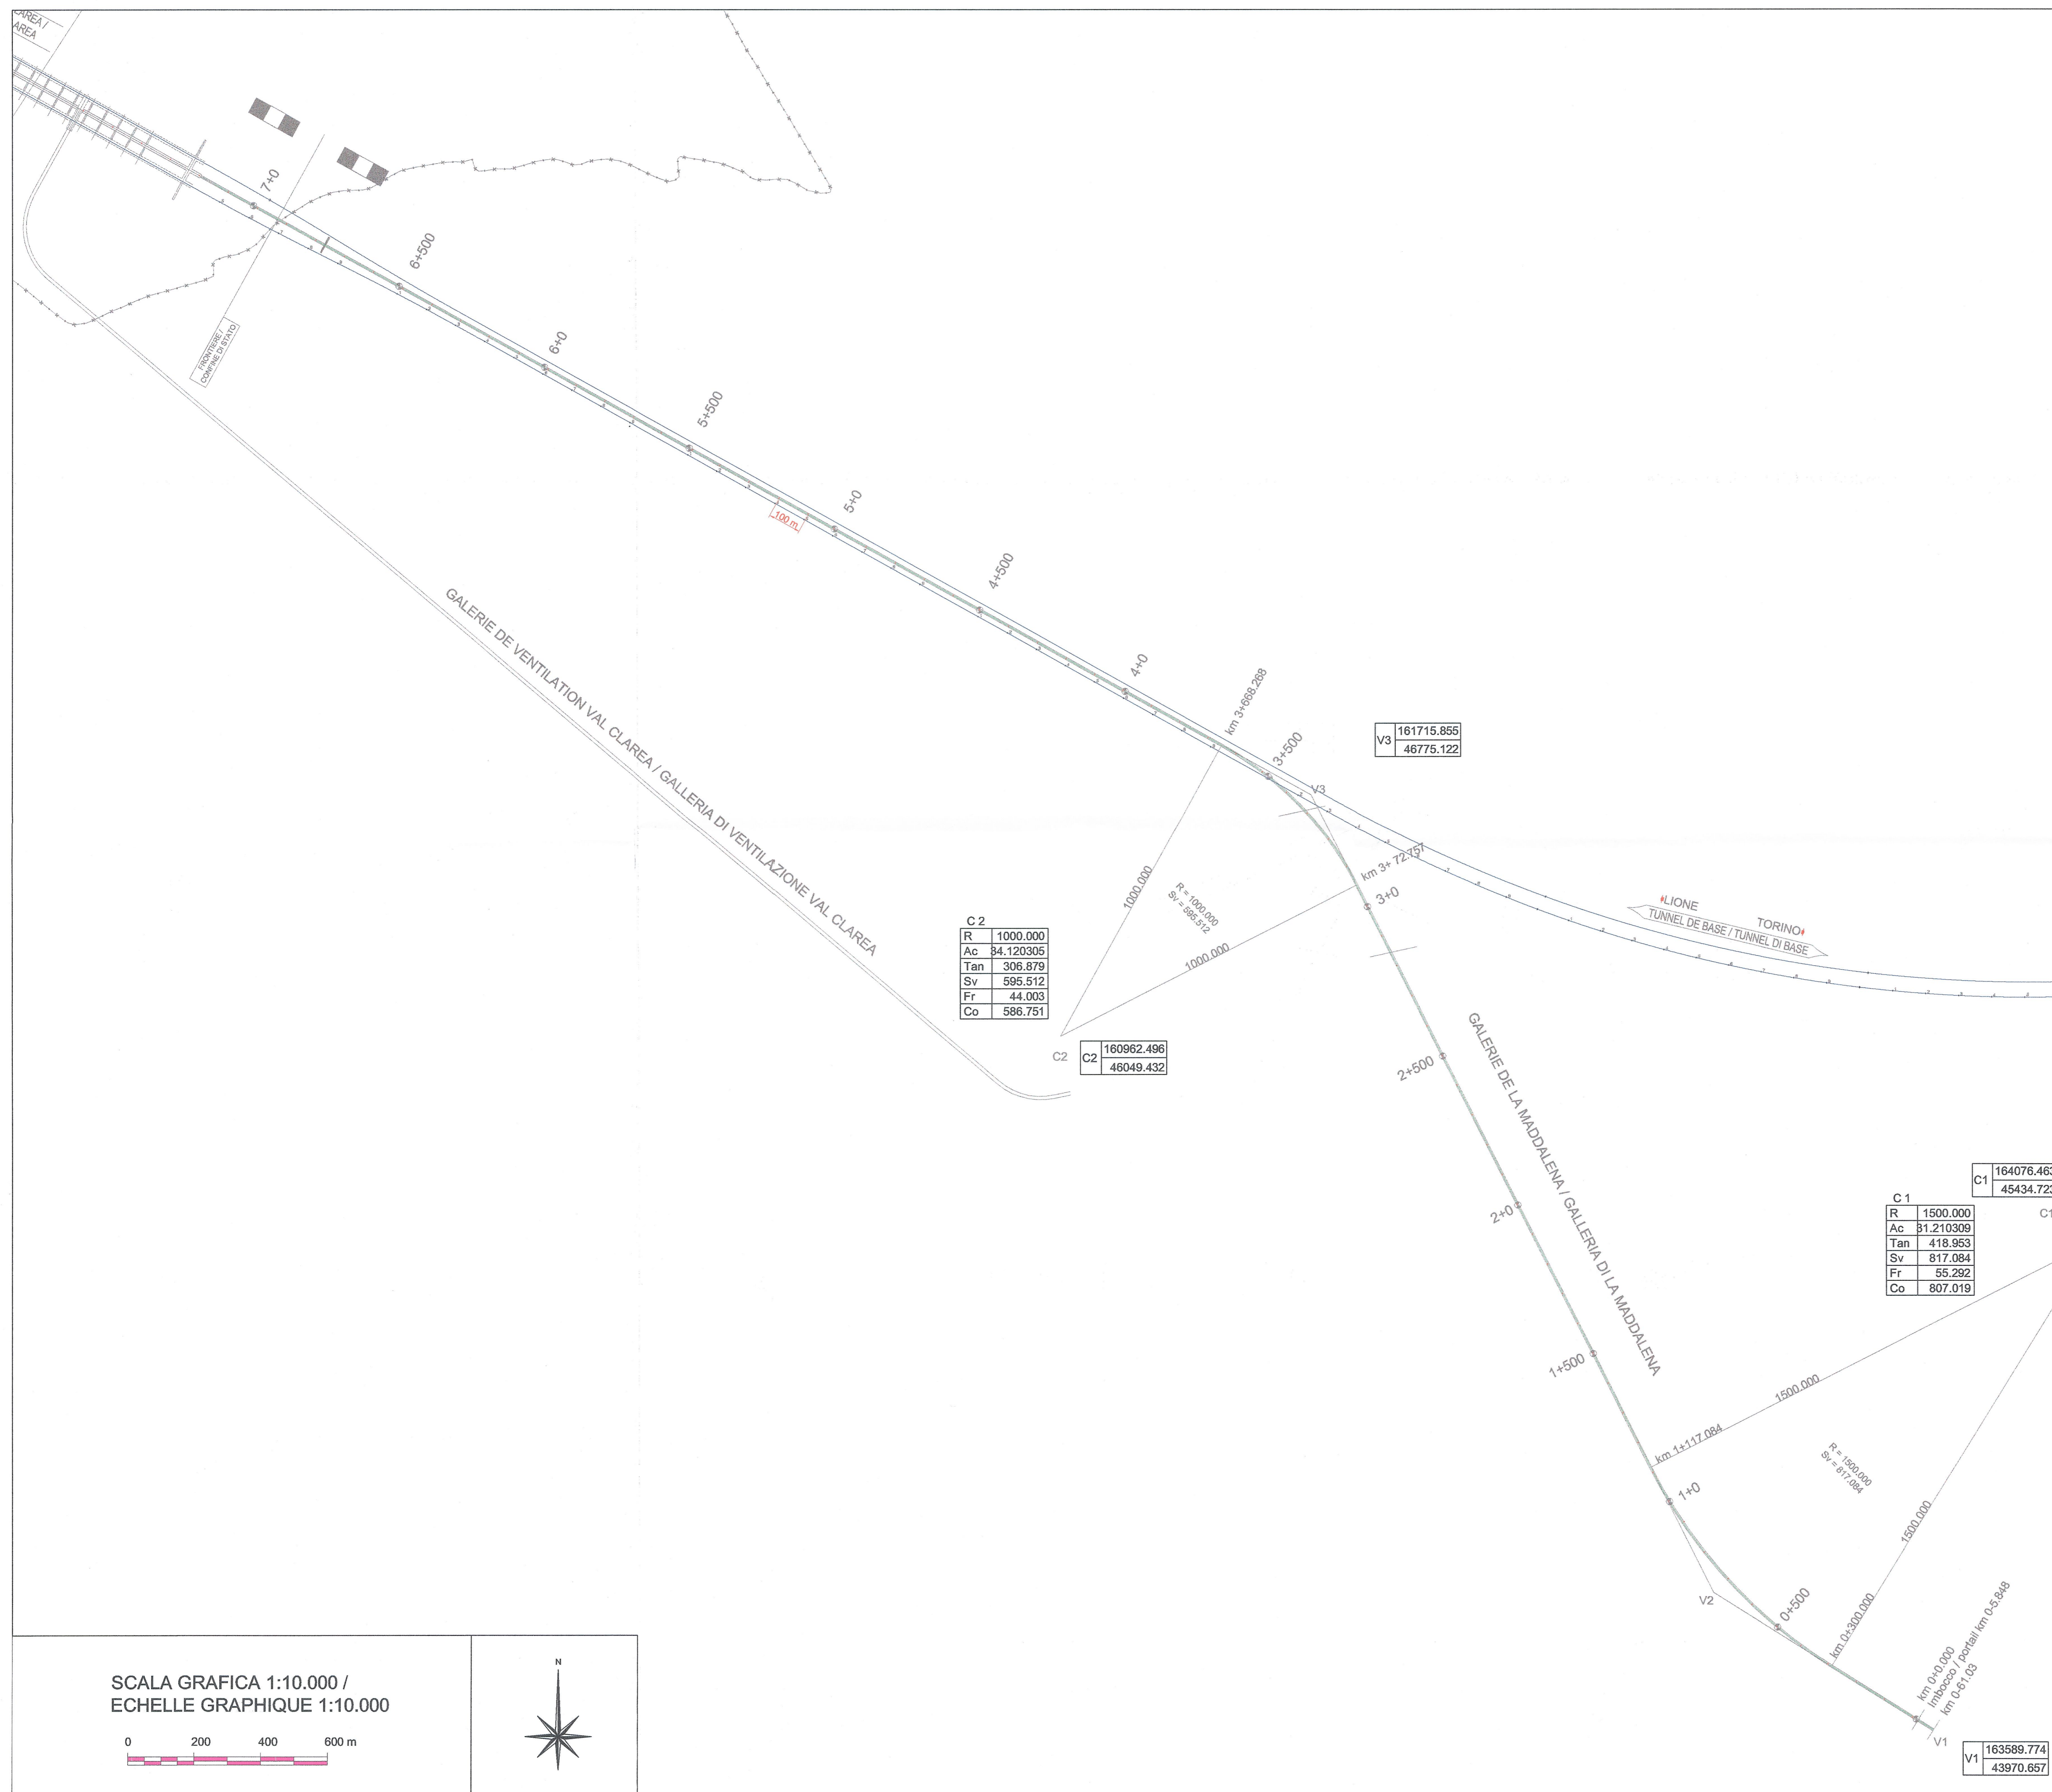 AREA
7+0
6+500
FRONTIERE /
CONFINE DI STATO
6+0
5+500
5+0
100 m
4+500
4+0
km 3+668.268
3+500
V3
V3 161715.855
46775.122
GALERIE DE VENTILATION VAL CLAREA / GALLERIA DI VENTILAZIONE VAL CLAREA
1000.000
R = 1000.000
Sv = 595.512
1000.000
km 3+ 72.757
3+0
LIONE
TORINO
TUNNEL DE BASE / TUNNEL DI BASE
C 2
R 1000.000
Ac 34.120305
Tan 306.879
Sv 595.512
Fr 44.003
Co 586.751
C2
C2 160962.496
46049.432
2+500
GALERIE DE LA MADDALENA / GALLERIA DI LA MADDALENA
2+0
1+500
C1 164076.463
45434.723
C1
C 1
R 1500.000
Ac 31.210309
Tan 418.953
Sv 817.084
Fr 55.292
Co 807.019
1500.000
km 1+117.084
R = 1500.000
Sv = 817.084
1500.000
1+0
V2
0+500
km 0+300.000
km 0+0.000
Imbocco / portail km 0-5.848
km 0-61.03
V1
V1 163589.774
43970.657
SCALA GRAFICA 1:10.000 /
ECHELLE GRAPHIQUE 1:10.000
0 200 400 600 m
N